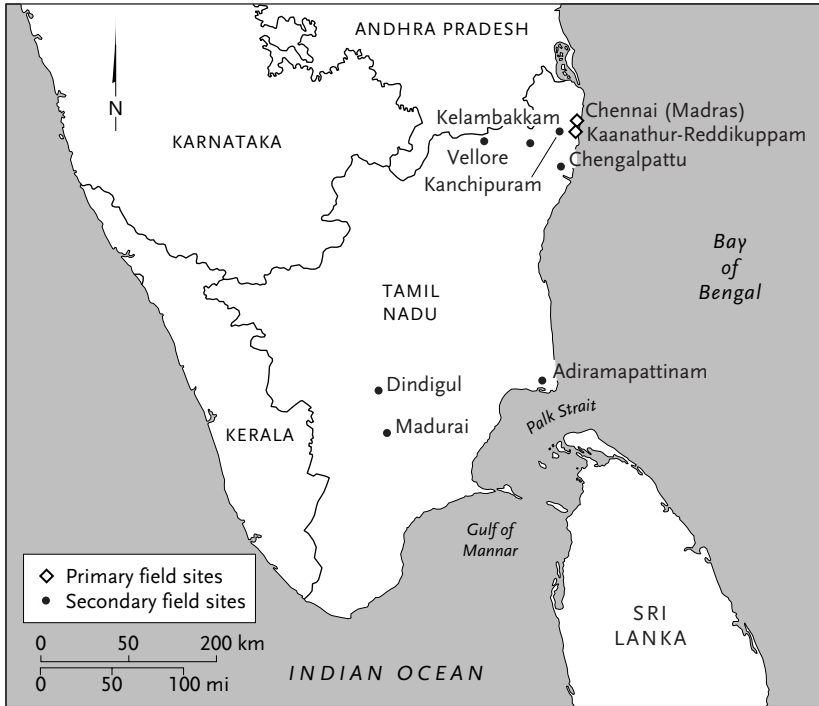 ANDHRA PRADESH
N
KARNATAKA
Kelambakkam
Chennai (Madras)
Kaanathur-Reddikuppam
Vellore
Kanchipuram
Chengalpattu
Bay
of
Bengal
TAMIL
NADU
Dindigul
Adiramapattinam
Madurai
KERALA
Palk Strait
Gulf of
Mannar
Primary field sites
Secondary field sites
SRI
LANKA
0 50 200 km
0 50 100 mi
INDIAN OCEAN